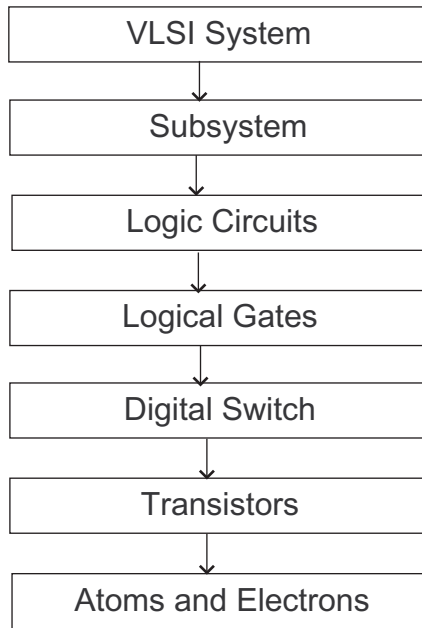 VLSI System
Subsystem
Logic Circuits
Logical Gates
Digital Switch
Transistors
Atoms and Electrons